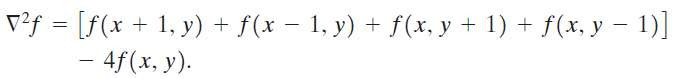 ∇²f = [f(x + 1, y) + f(x − 1, y) + f(x, y + 1) + f(x, y − 1)]
− 4f(x, y).